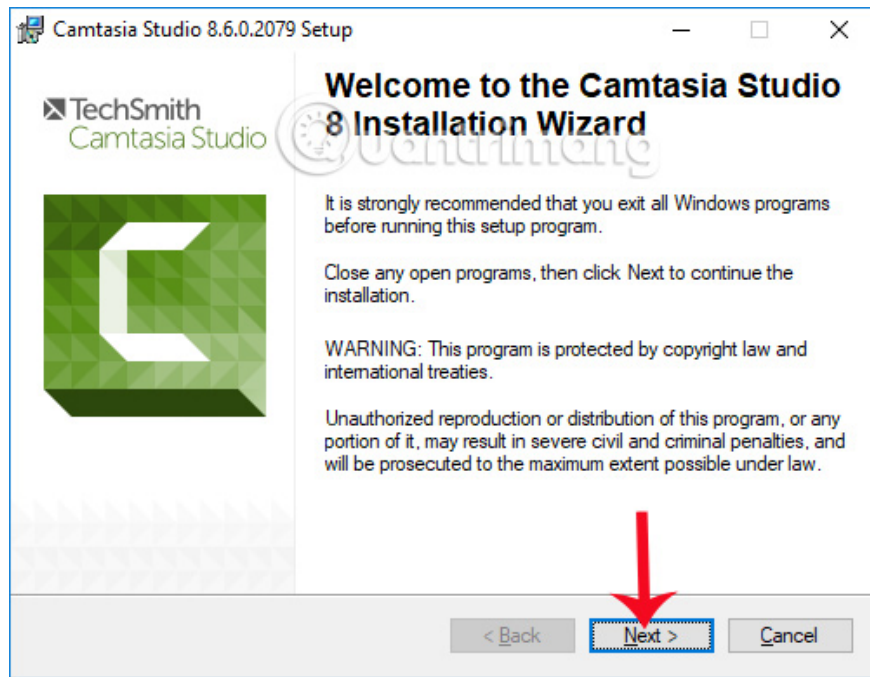 Camtasia Studio 8.6.0.2079 Setup
TechSmith
Camtasia Studio
Welcome to the Camtasia Studio
8 Installation Wizard
Quantrimang
It is strongly recommended that you exit all Windows programs
before running this setup program.
Close any open programs, then click Next to continue the
installation.
WARNING: This program is protected by copyright law and
international treaties.
Unauthorized reproduction or distribution of this program, or any
portion of it, may result in severe civil and criminal penalties, and
will be prosecuted to the maximum extent possible under law.
< Back
Next >
Cancel